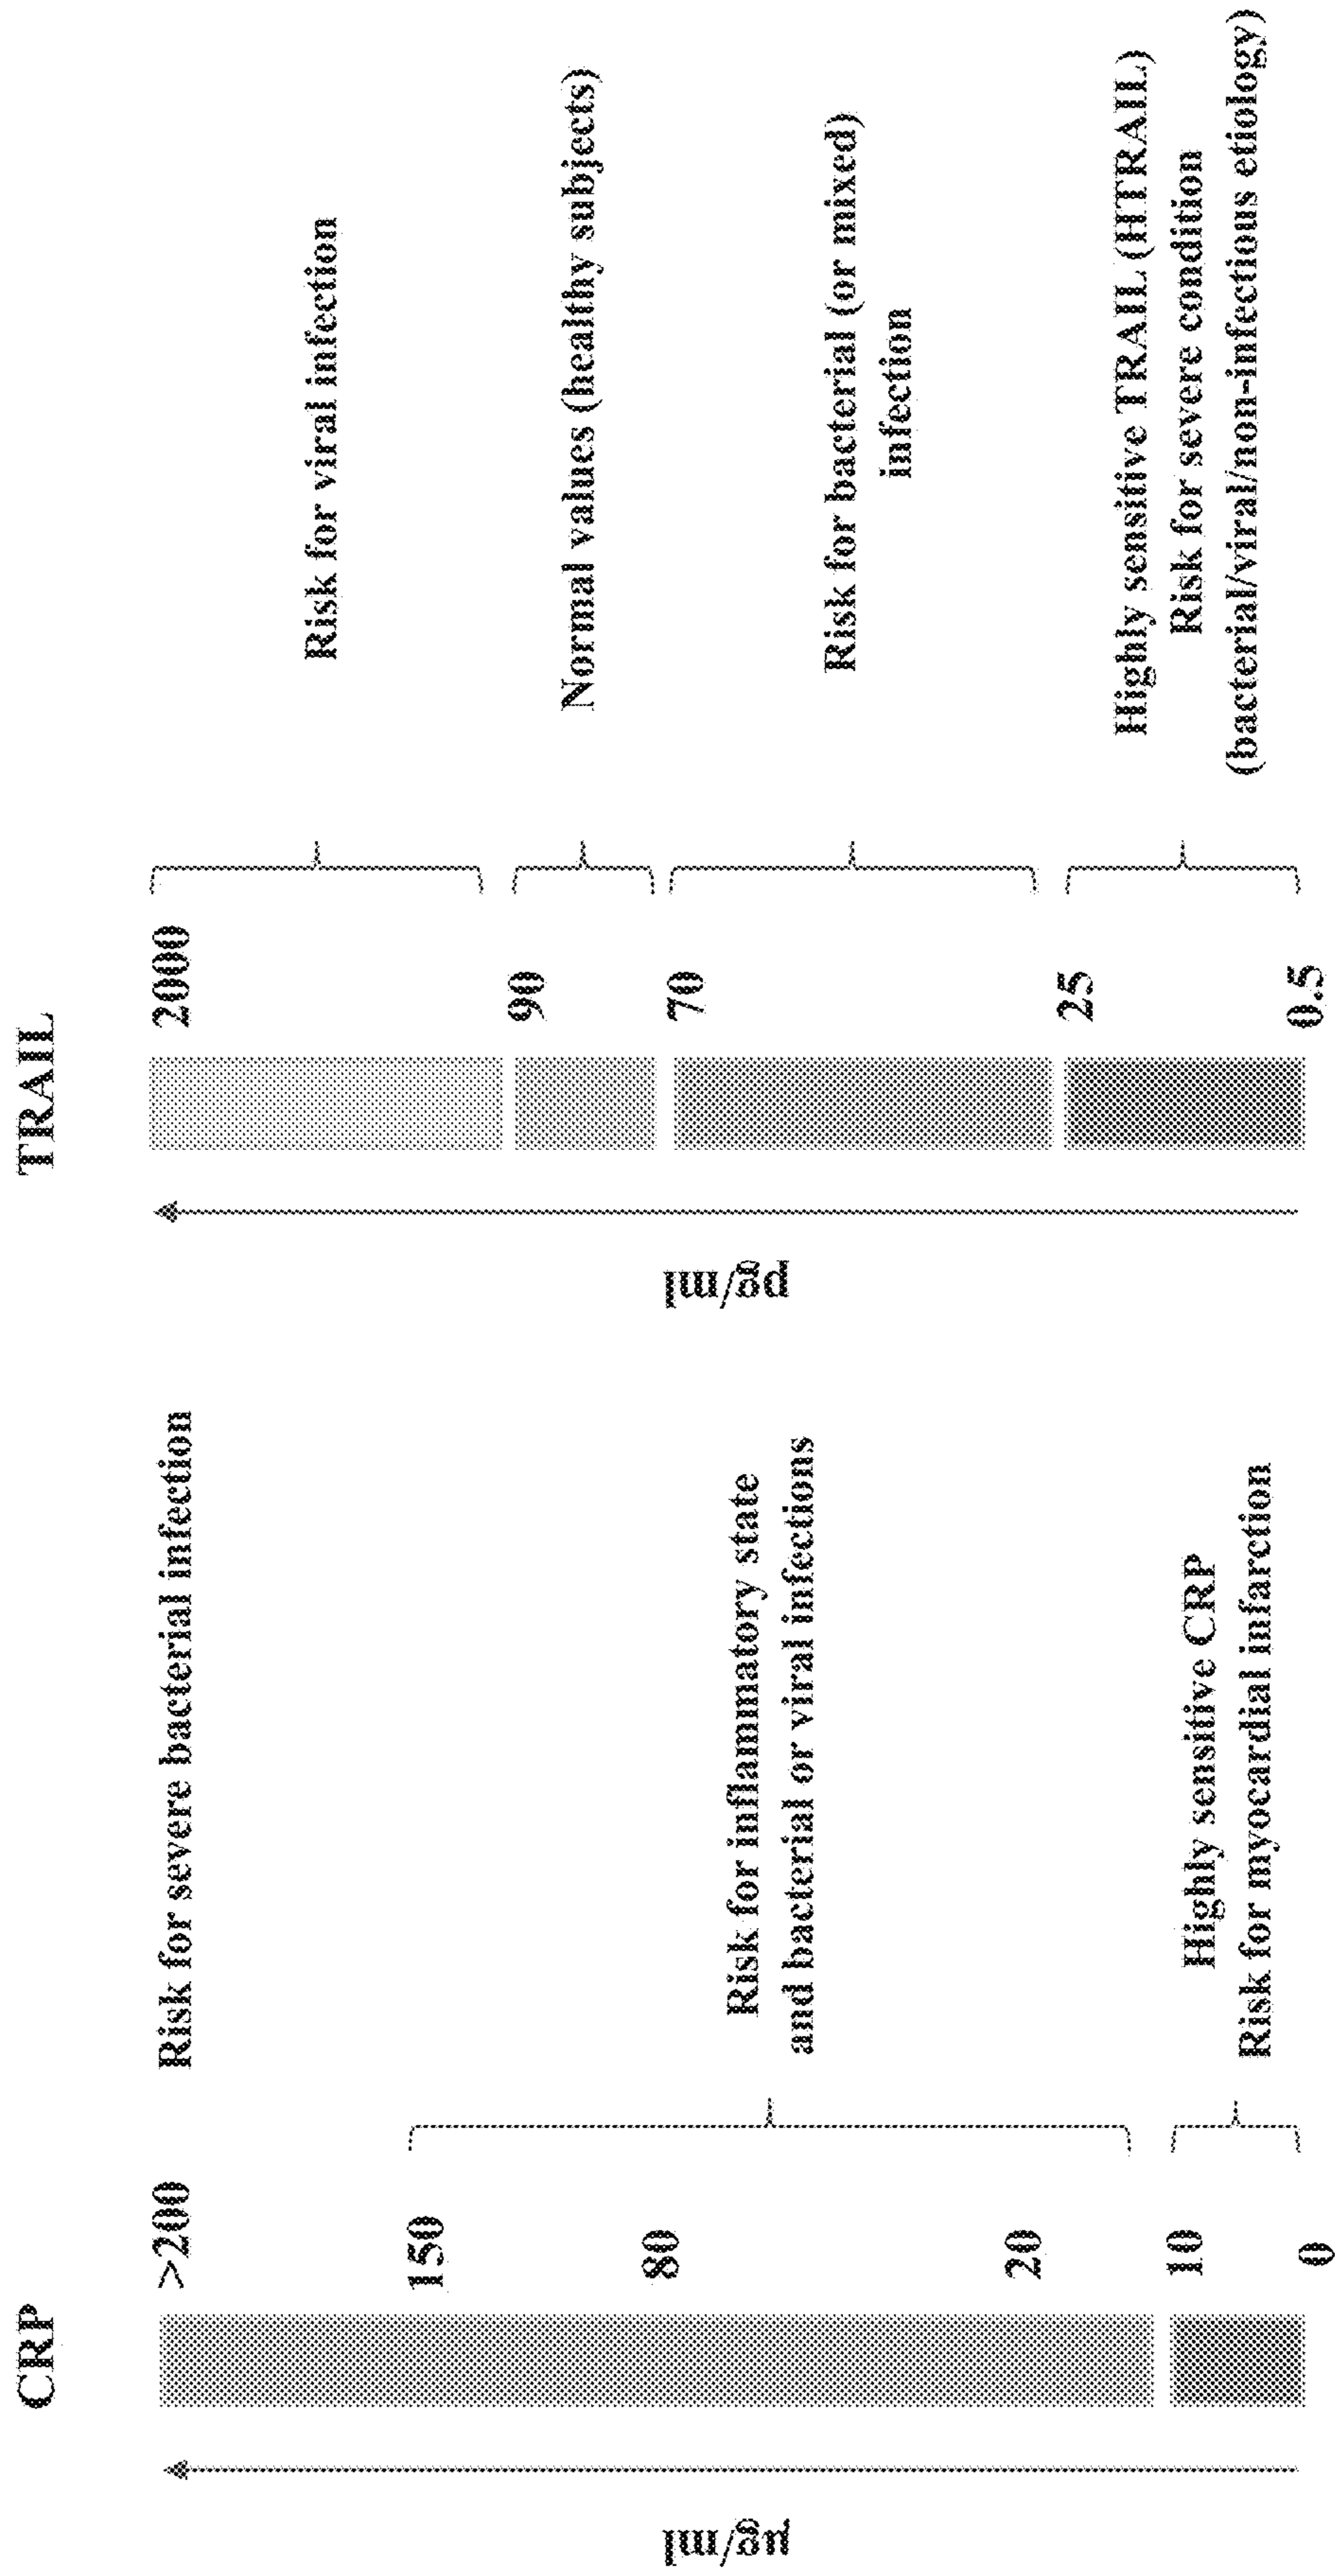 CRP
µg/ml
>200
150
80
20
10
0
Risk for severe bacterial infection
Risk for inflammatory state
and bacterial or viral infections
Highly sensitive CRP
Risk for myocardial infarction
TRAIL
pg/ml
2000
90
70
25
0.5
Risk for viral infection
Normal values (healthy subjects)
Risk for bacterial (or mixed)
infection
Highly sensitive TRAIL (HTRAIL)
Risk for severe condition
(bacterial/viral/non-infectious etiology)